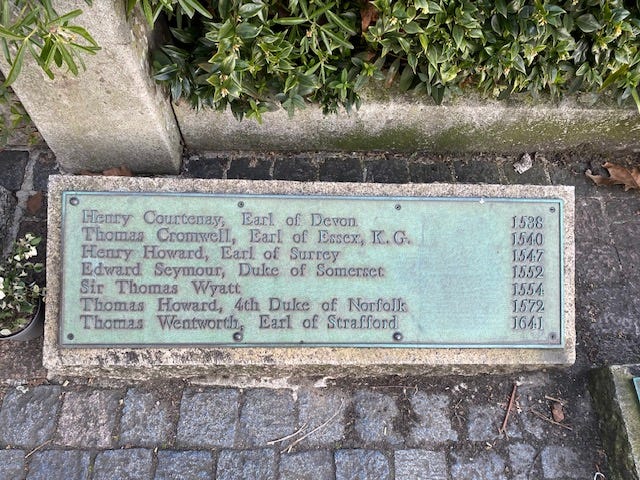 Henry Courtenay, Earl of Devon 1538
Thomas Cromwell, Earl of Essex, K.G. 1540
Henry Howard, Earl of Surrey 1547
Edward Seymour, Duke of Somerset 1552
Sir Thomas Wyatt 1554
Thomas Howard, 4th Duke of Norfolk 1572
Thomas Wentworth, Earl of Strafford 1641